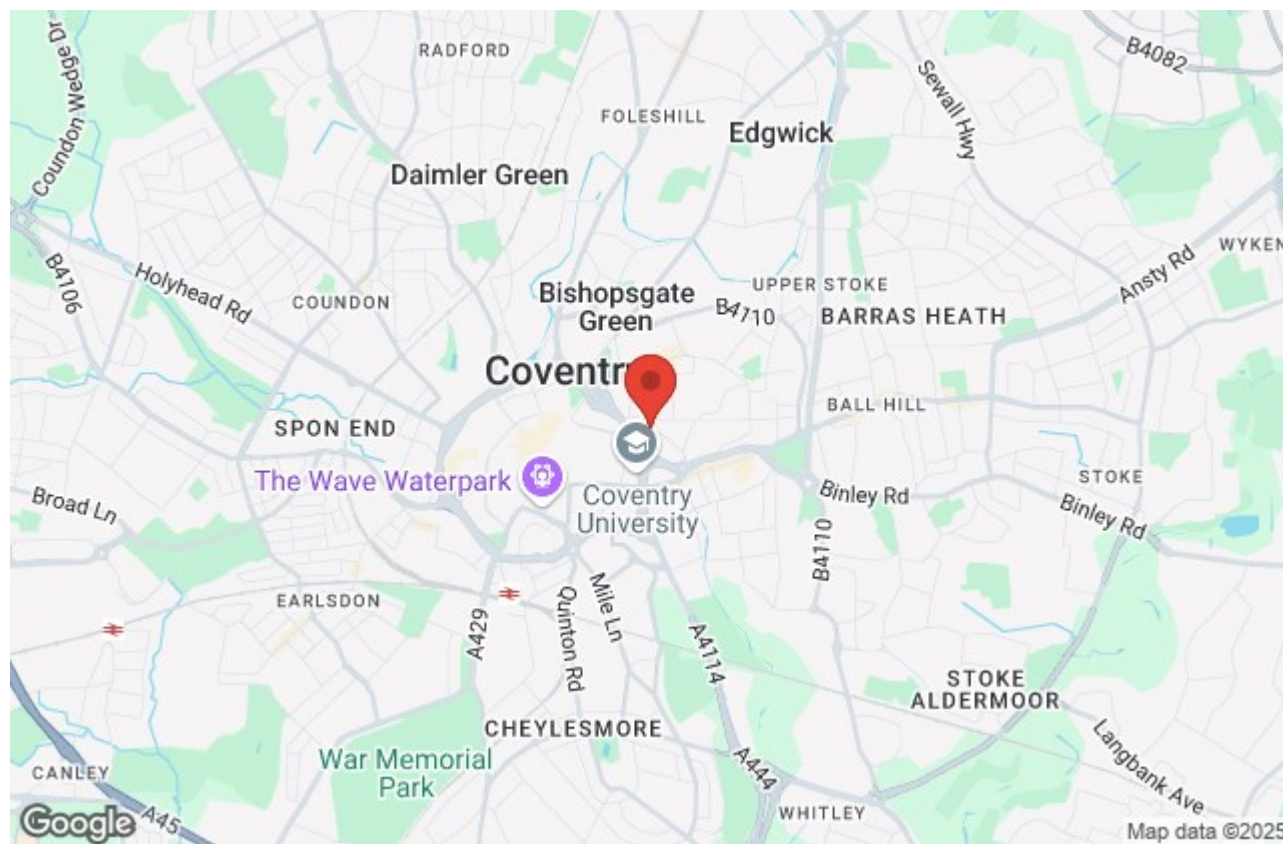 RADFORD
B4082
Coundon Wedge Dr
Sewall Hwy
FOLESHILL
Edgwick
Daimler Green
WYKEN
B4106
Holyhead Rd
COUNDON
Bishopsgate
Green
B4110
UPPER STOKE
BARRAS HEATH
Ansty Rd
Coventry
SPON END
BALL HILL
The Wave Waterpark
Coventry
University
Broad Ln
Binley Rd
STOKE
Binley Rd
B4110
EARLSDON
A429
Quinton Rd
Mile Ln
A4114
STOKE
ALDERMOOR
CHEYLESMORE
War Memorial
Park
Langbank Ave
CANLEY
A45
A444
WHITLEY
Google
Map data ©2025